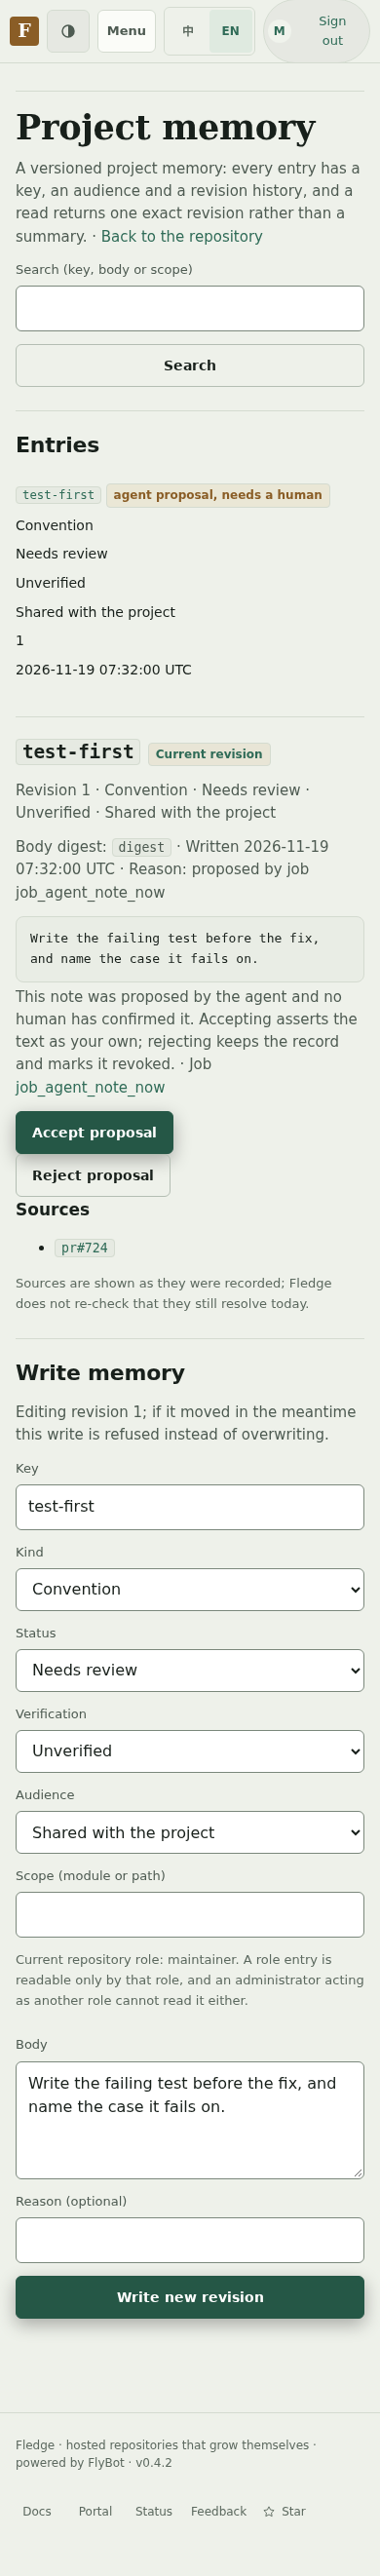 F
Menu
中
EN
M
Sign
out
Project memory
A versioned project memory: every entry has a
key, an audience and a revision history, and a
read returns one exact revision rather than a
summary. · Back to the repository
Search (key, body or scope)
Search
Entries
test-first agent proposal, needs a human
Convention
Needs review
Unverified
Shared with the project
1
2026-11-19 07:32:00 UTC
test-first Current revision
Revision 1 · Convention · Needs review ·
Unverified · Shared with the project
Body digest: digest · Written 2026-11-19
07:32:00 UTC · Reason: proposed by job
job_agent_note_now
Write the failing test before the fix,
and name the case it fails on.
This note was proposed by the agent and no
human has confirmed it. Accepting asserts the
text as your own; rejecting keeps the record
and marks it revoked. · Job
job_agent_note_now
Accept proposal
Reject proposal
Sources
pr#724
Sources are shown as they were recorded; Fledge
does not re-check that they still resolve today.
Write memory
Editing revision 1; if it moved in the meantime
this write is refused instead of overwriting.
Key
test-first
Kind
Convention
Status
Needs review
Verification
Unverified
Audience
Shared with the project
Scope (module or path)
Current repository role: maintainer. A role entry is
readable only by that role, and an administrator acting
as another role cannot read it either.
Body
Write the failing test before the fix, and
name the case it fails on.
Reason (optional)
Write new revision
Fledge · hosted repositories that grow themselves ·
powered by FlyBot · v0.4.2
Docs Portal Status Feedback Star